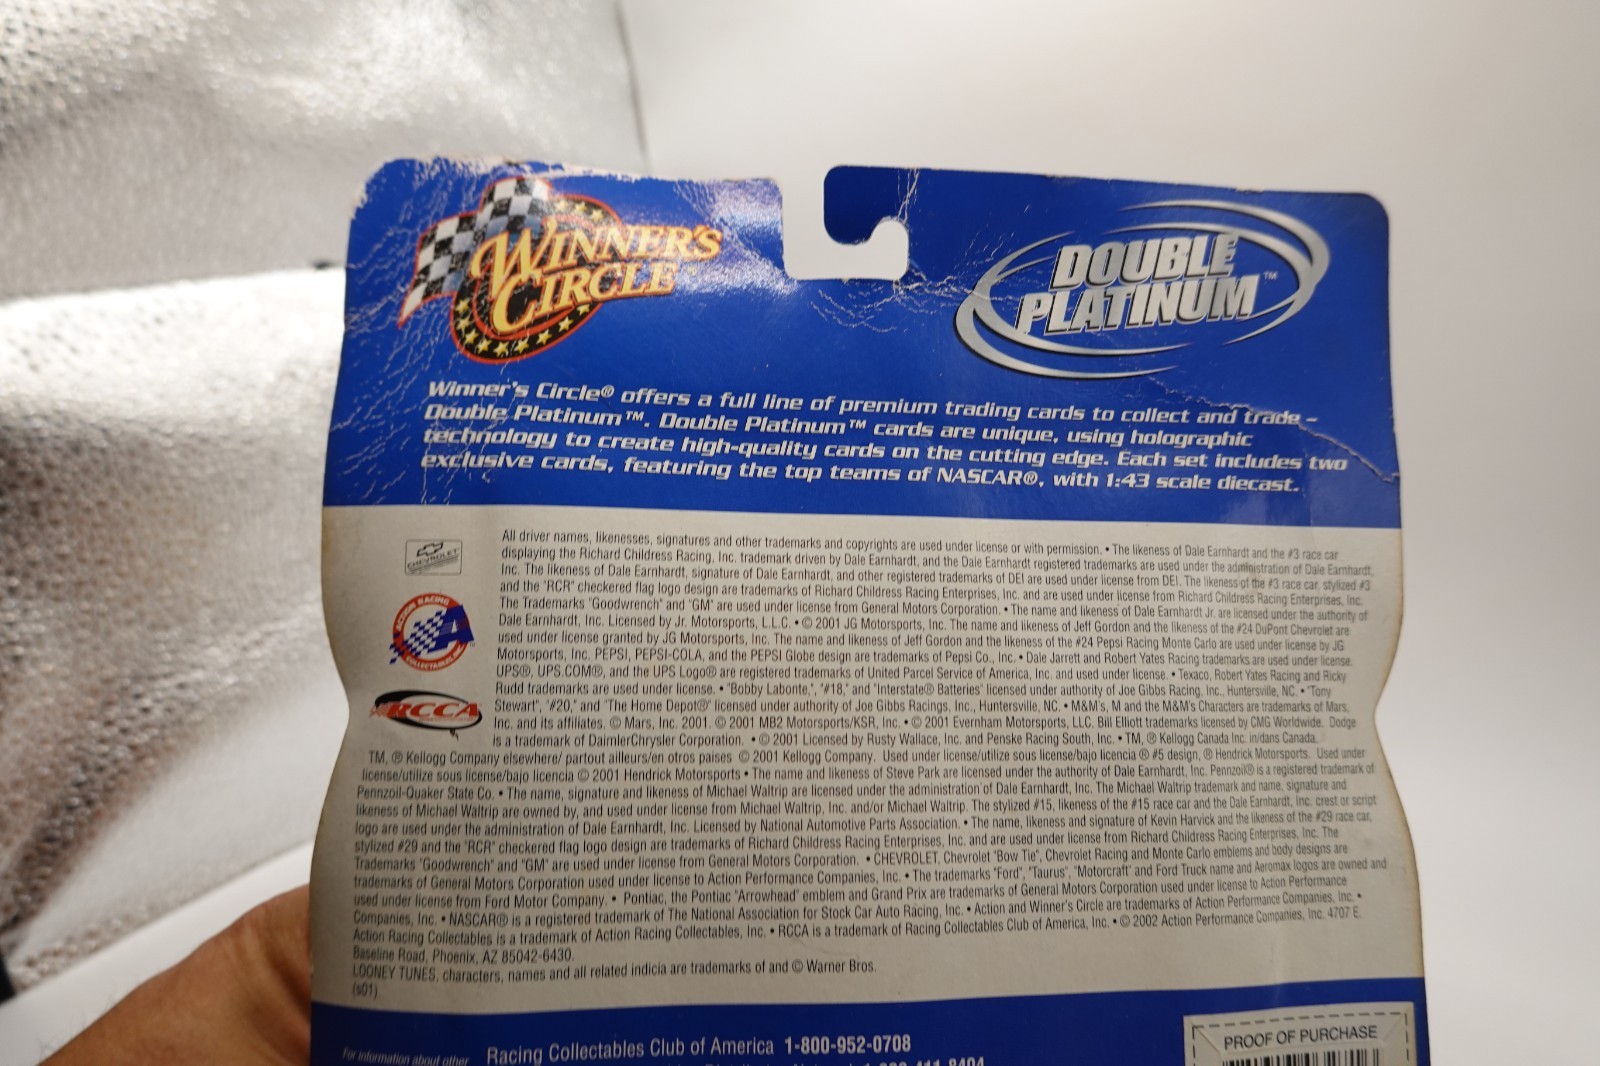 WINNER'S
CIRCLE
DOUBLE
PLATINUM™
Winner's Circle® offers a full line of premium trading cards to collect and trade –
Double Platinum™. Double Platinum™ cards are unique, using holographic
technology to create high-quality cards on the cutting edge. Each set includes two
exclusive cards, featuring the top teams of NASCAR®, with 1:43 scale diecast.
CHEVROLET
ACTION RACING
COLLECTABLES, INC.
RCCA
All driver names, likenesses, signatures and other trademarks and copyrights are used under license or with permission. • The likeness of Dale Earnhardt and the #3 race car
displaying the Richard Childress Racing, Inc. trademark driven by Dale Earnhardt, and the Dale Earnhardt registered trademarks are used under the administration of Dale Earnhardt,
Inc. The likeness of Dale Earnhardt, signature of Dale Earnhardt, and other registered trademarks of DEI are used under license from DEI. The likeness of the #3 race car, stylized #3
and the "RCR" checkered flag logo design are trademarks of Richard Childress Racing Enterprises, Inc. and are used under license from Richard Childress Racing Enterprises, Inc.
The Trademarks "Goodwrench" and "GM" are used under license from General Motors Corporation. • The name and likeness of Dale Earnhardt Jr. are licensed under the authority of
Dale Earnhardt, Inc. Licensed by Jr. Motorsports, L.L.C. • © 2001 JG Motorsports, Inc. The name and likeness of Jeff Gordon and the likeness of the #24 DuPont Chevrolet are
used under license granted by JG Motorsports, Inc. The name and likeness of Jeff Gordon and the likeness of the #24 Pepsi Racing Monte Carlo are used under license by JG
Motorsports, Inc. PEPSI, PEPSI-COLA, and the PEPSI Globe design are trademarks of Pepsi Co., Inc. • Dale Jarrett and Robert Yates Racing trademarks are used under license.
UPS®, UPS.COM®, and the UPS Logo® are registered trademarks of United Parcel Service of America, Inc. and used under license. • Texaco, Robert Yates Racing and Ricky
Rudd trademarks are used under license. • "Bobby Labonte,", "#18," and "Interstate® Batteries" licensed under authority of Joe Gibbs Racing, Inc., Huntersville, NC. • "Tony
Stewart", "#20," and "The Home Depot®" licensed under authority of Joe Gibbs Racings, Inc., Huntersville, NC. • M&M's, M and the M&M's Characters are trademarks of Mars,
Inc. and its affiliates. © Mars, Inc. 2001. © 2001 MB2 Motorsports/KSR, Inc. • © 2001 Evernham Motorsports, LLC. Bill Elliott trademarks licensed by CMG Worldwide. Dodge
is a trademark of DaimlerChrysler Corporation. • © 2001 Licensed by Rusty Wallace, Inc. and Penske Racing South, Inc. • TM, ® Kellogg Canada Inc. in/dans Canada.
TM, ® Kellogg Company elsewhere/ partout ailleurs/en otros paises © 2001 Kellogg Company. Used under license/utilize sous license/bajo licencia ® #5 design, ® Hendrick Motorsports. Used under
license/utilize sous license/bajo licencia © 2001 Hendrick Motorsports • The name and likeness of Steve Park are licensed under the authority of Dale Earnhardt, Inc. Pennzoil® is a registered trademark of
Pennzoil-Quaker State Co. • The name, signature and likeness of Michael Waltrip are licensed under the administration of Dale Earnhardt, Inc. The Michael Waltrip trademark and name, signature and
likeness of Michael Waltrip are owned by, and used under license from Michael Waltrip, Inc. and/or Michael Waltrip. The stylized #15, likeness of the #15 race car and the Dale Earnhardt, Inc. crest or script
logo are used under the administration of Dale Earnhardt, Inc. Licensed by National Automotive Parts Association. • The name, likeness and signature of Kevin Harvick and the likeness of the #29 race car,
stylized #29 and the "RCR" checkered flag logo design are trademarks of Richard Childress Racing Enterprises, Inc. and are used under license from Richard Childress Racing Enterprises, Inc. The
Trademarks "Goodwrench" and "GM" are used under license from General Motors Corporation. • CHEVROLET, Chevrolet "Bow Tie", Chevrolet Racing and Monte Carlo emblems and body designs are
trademarks of General Motors Corporation used under license to Action Performance Companies, Inc. • The trademarks "Ford", "Taurus", "Motorcraft" and Ford Truck name and Aeromax logos are owned and
used under license from Ford Motor Company. • Pontiac, the Pontiac "Arrowhead" emblem and Grand Prix are trademarks of General Motors Corporation used under license to Action Performance
Companies, Inc. • NASCAR® is a registered trademark of The National Association for Stock Car Auto Racing, Inc. • Action and Winner's Circle are trademarks of Action Performance Companies, Inc. •
Action Racing Collectables is a trademark of Action Racing Collectables, Inc. • RCCA is a trademark of Racing Collectables Club of America, Inc. • © 2002 Action Performance Companies, Inc. 4707 E.
Baseline Road, Phoenix, AZ 85042-6430.
LOONEY TUNES, characters, names and all related indicia are trademarks of and © Warner Bros.
(s01)
For information about other
Racing Collectables Club of America 1-800-952-0708
PROOF OF PURCHASE